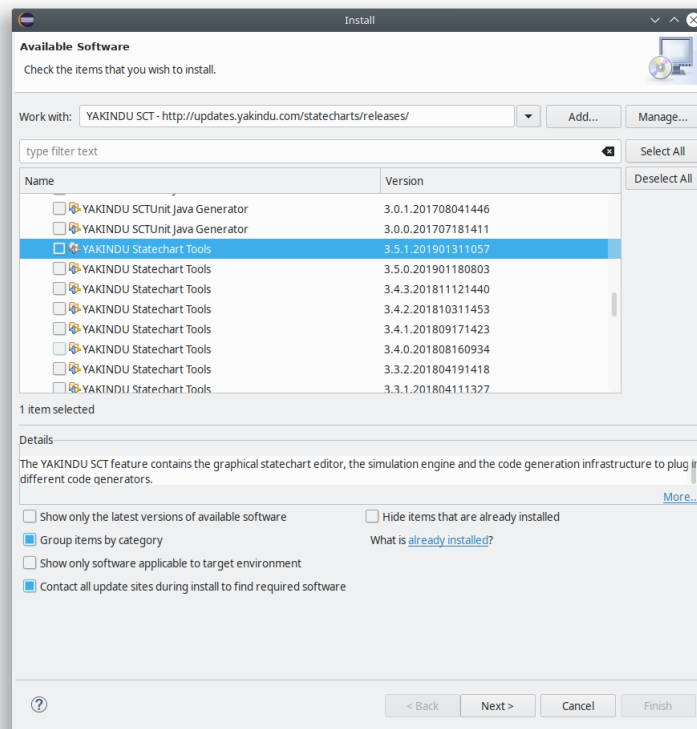 Install
Available Software
Check the items that you wish to install.
Work with: YAKINDU SCT - http://updates.yakindu.com/statecharts/releases/ Add... Manage...
type filter text Select All
Name Version Deselect All
YAKINDU SCTUnit Java Generator 3.0.1.201708041446
YAKINDU SCTUnit Java Generator 3.0.0.201707181411
YAKINDU Statechart Tools 3.5.1.201901311057
YAKINDU Statechart Tools 3.5.0.201901180803
YAKINDU Statechart Tools 3.4.3.201811121440
YAKINDU Statechart Tools 3.4.2.201810311453
YAKINDU Statechart Tools 3.4.1.201809171423
YAKINDU Statechart Tools 3.4.0.201808160934
YAKINDU Statechart Tools 3.3.2.201804191418
YAKINDU Statechart Tools 3.3.1.201804111327
1 item selected
Details
The YAKINDU SCT feature contains the graphical statechart editor, the simulation engine and the code generation infrastructure to plug in
different code generators.
More...
Show only the latest versions of available software Hide items that are already installed
Group items by category What is already installed?
Show only software applicable to target environment
Contact all update sites during install to find required software
? < Back Next > Cancel Finish